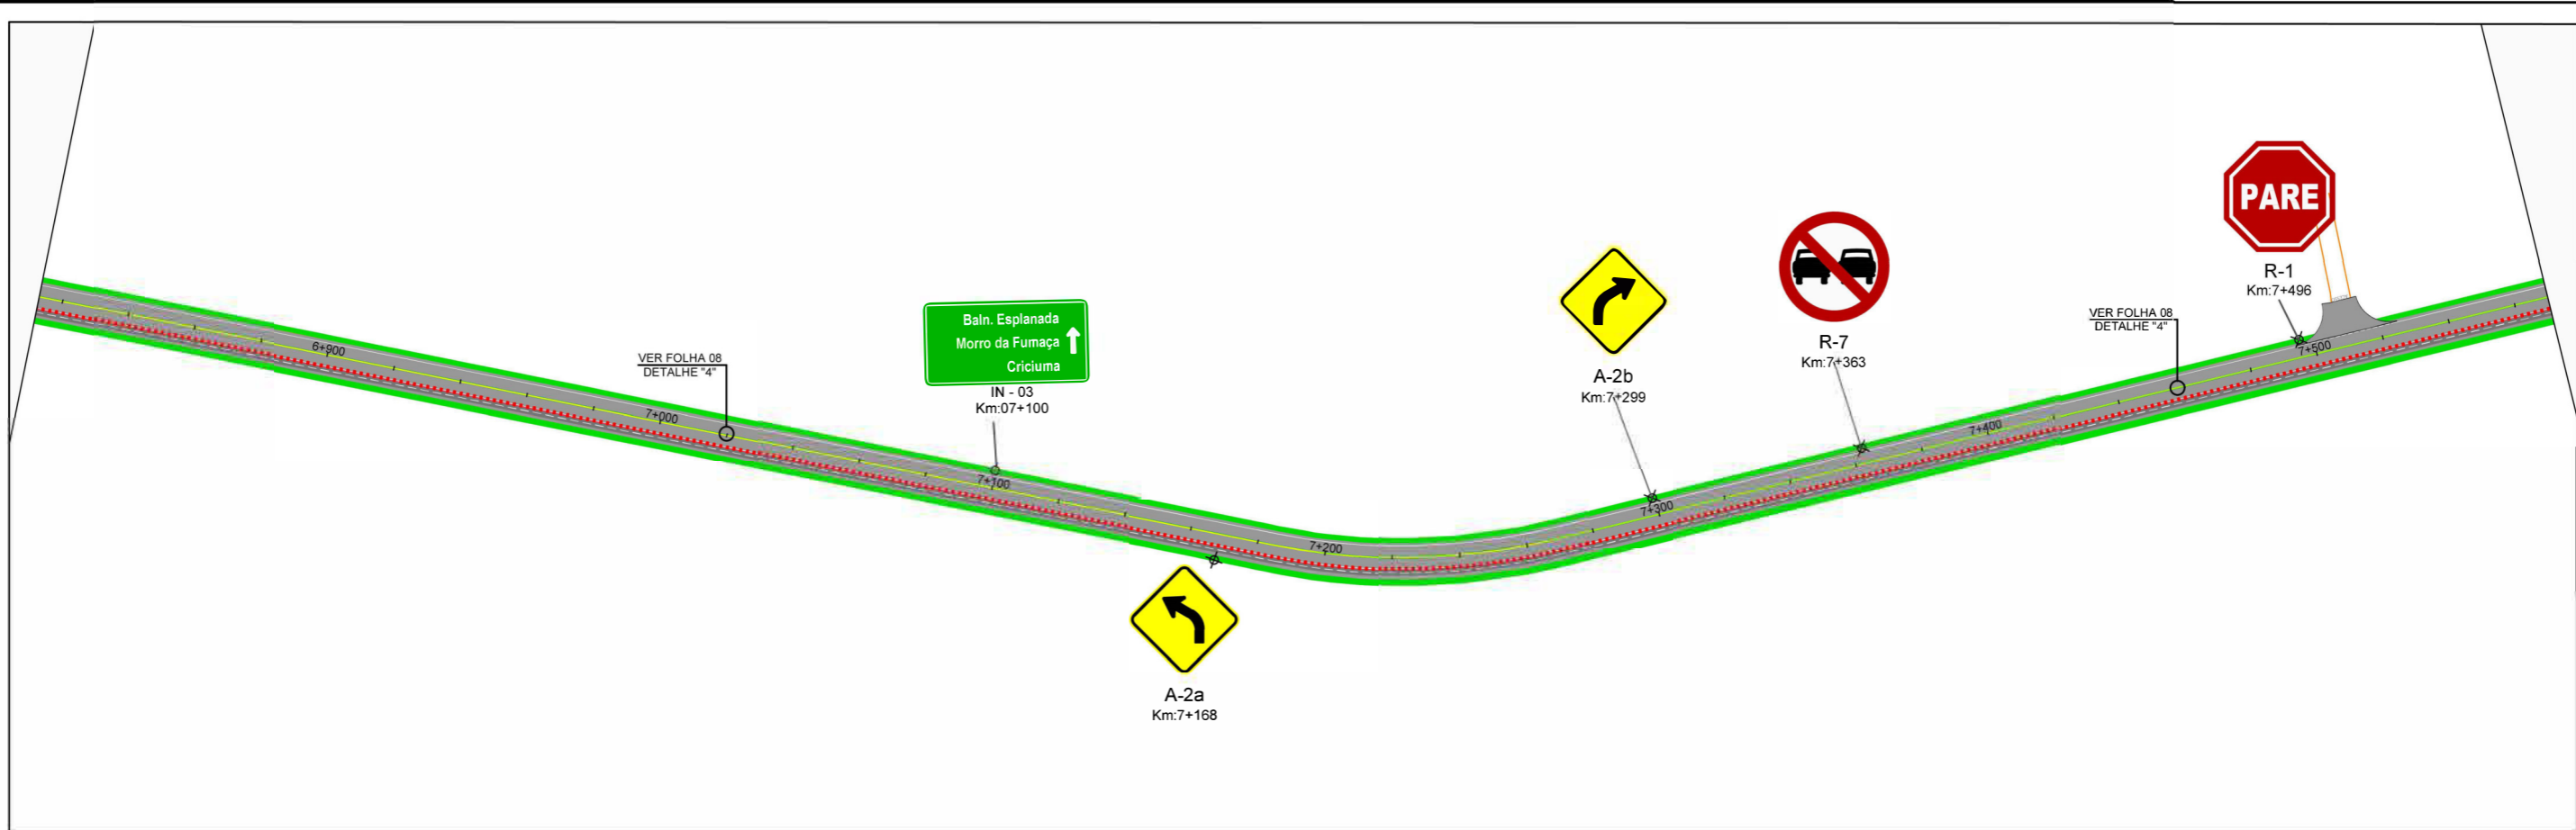 PARE
R-1
Km:7+496
R-7
Km:7+363
A-2b
Km:7+299
Baln. Esplanada
Morro da Fumaça
Criciuma
IN - 03
Km:07+100
VER FOLHA 08
DETALHE "4"
VER FOLHA 08
DETALHE "4"
6+900
7+000
7+100
7+200
7+300
7+400
7+500
A-2a
Km:7+168